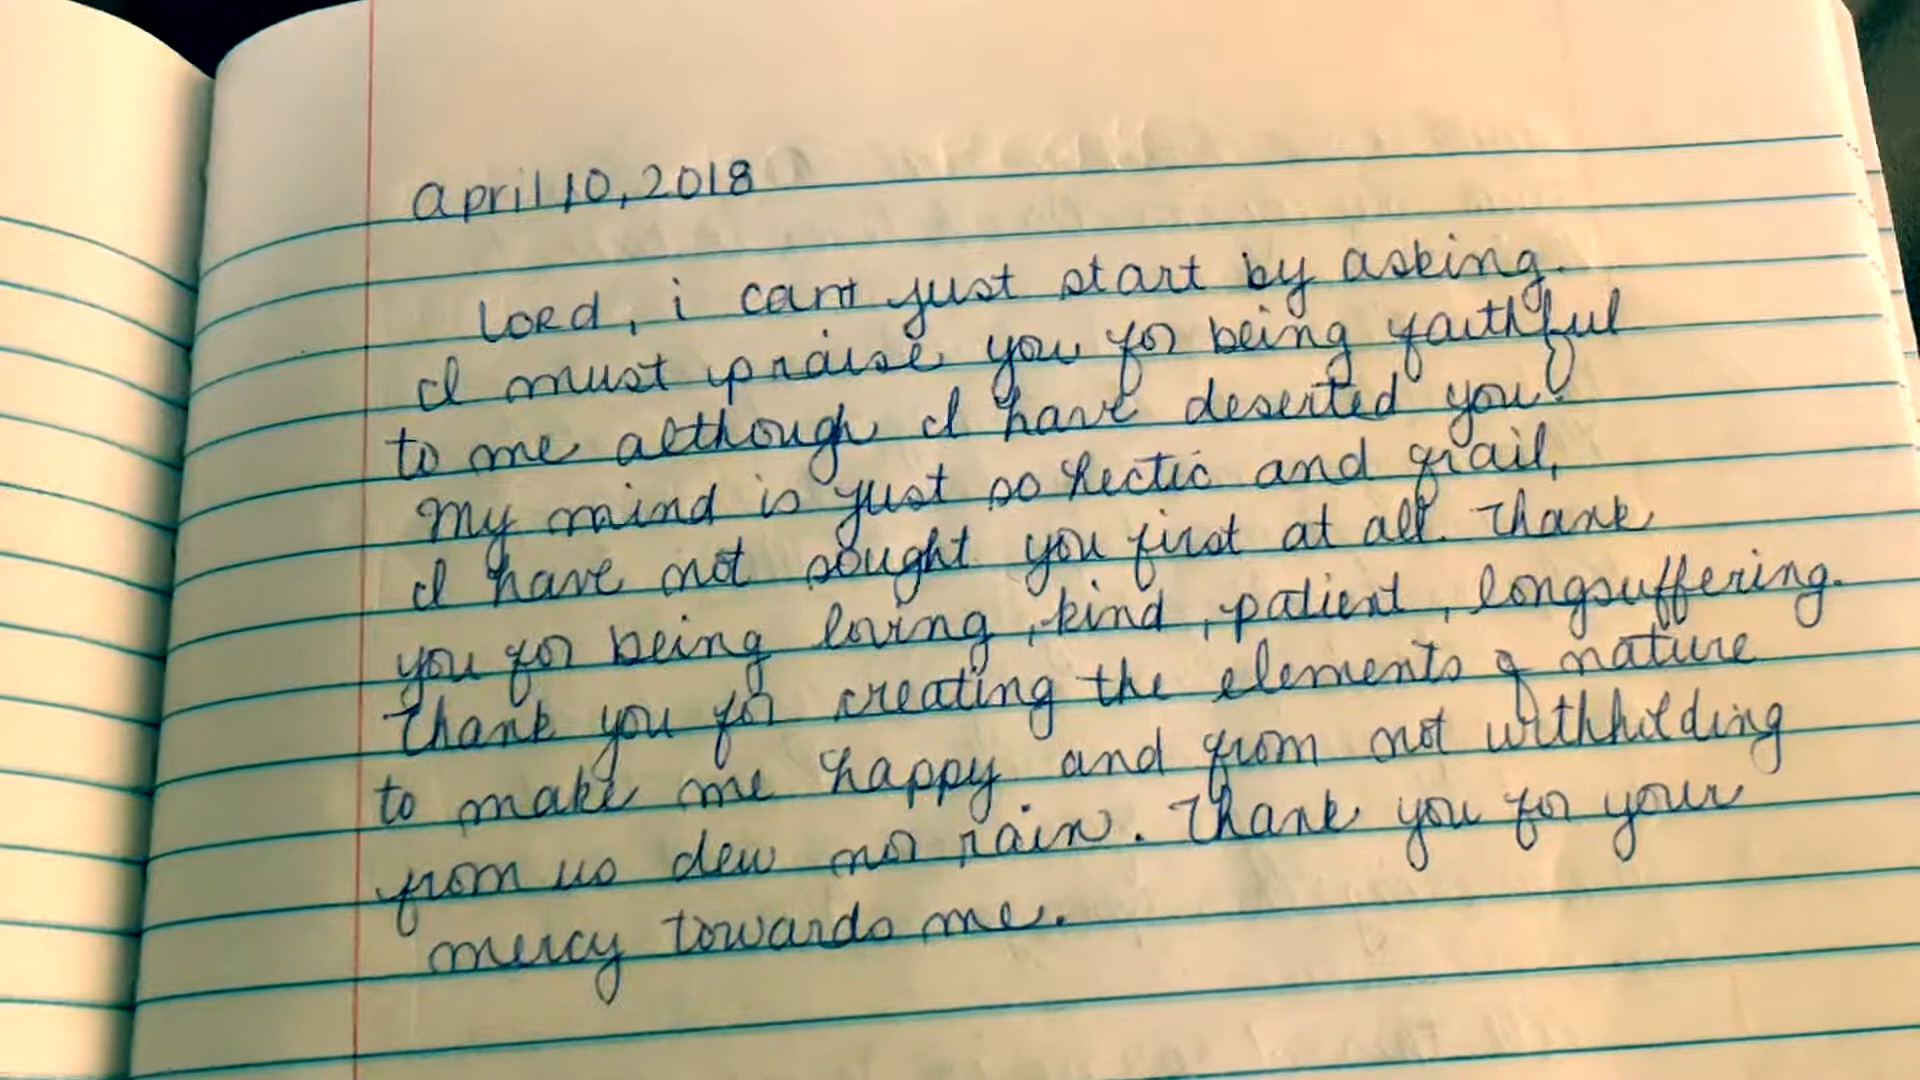 april 10, 2018
Lord, i cant just start by asking.
I must praise you for being faithful
to me although I have deserted you.
My mind is just so hectic and frail,
I have not sought you first at all. Thank
you for being loving, kind, patient, longsuffering.
Thank you for creating the elements of nature
to make me happy and from not withholding
from us dew nor rain. Thank you for your
mercy towards me.